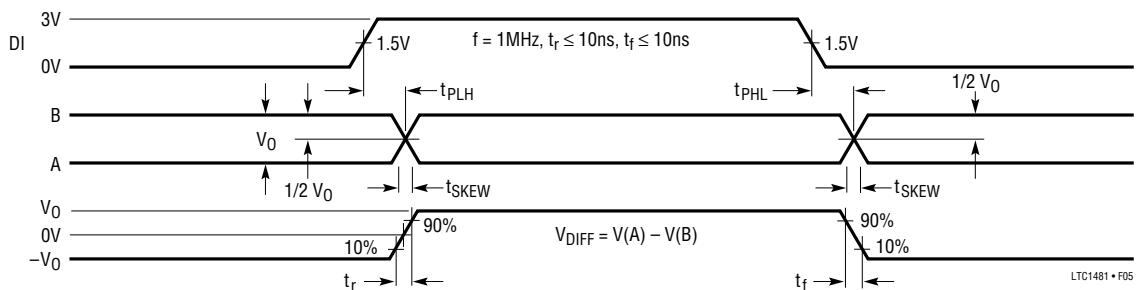 3V
DI
1.5V
f = 1MHz, tr ≤ 10ns, tf ≤ 10ns
1.5V
0V
tPLH
tPHL
1/2 VO
B
VO
A
1/2 VO
tSKEW
tSKEW
VO
0V
–VO
10%
90%
VDIFF = V(A) – V(B)
90%
10%
tr
tf
LTC1481 • F05